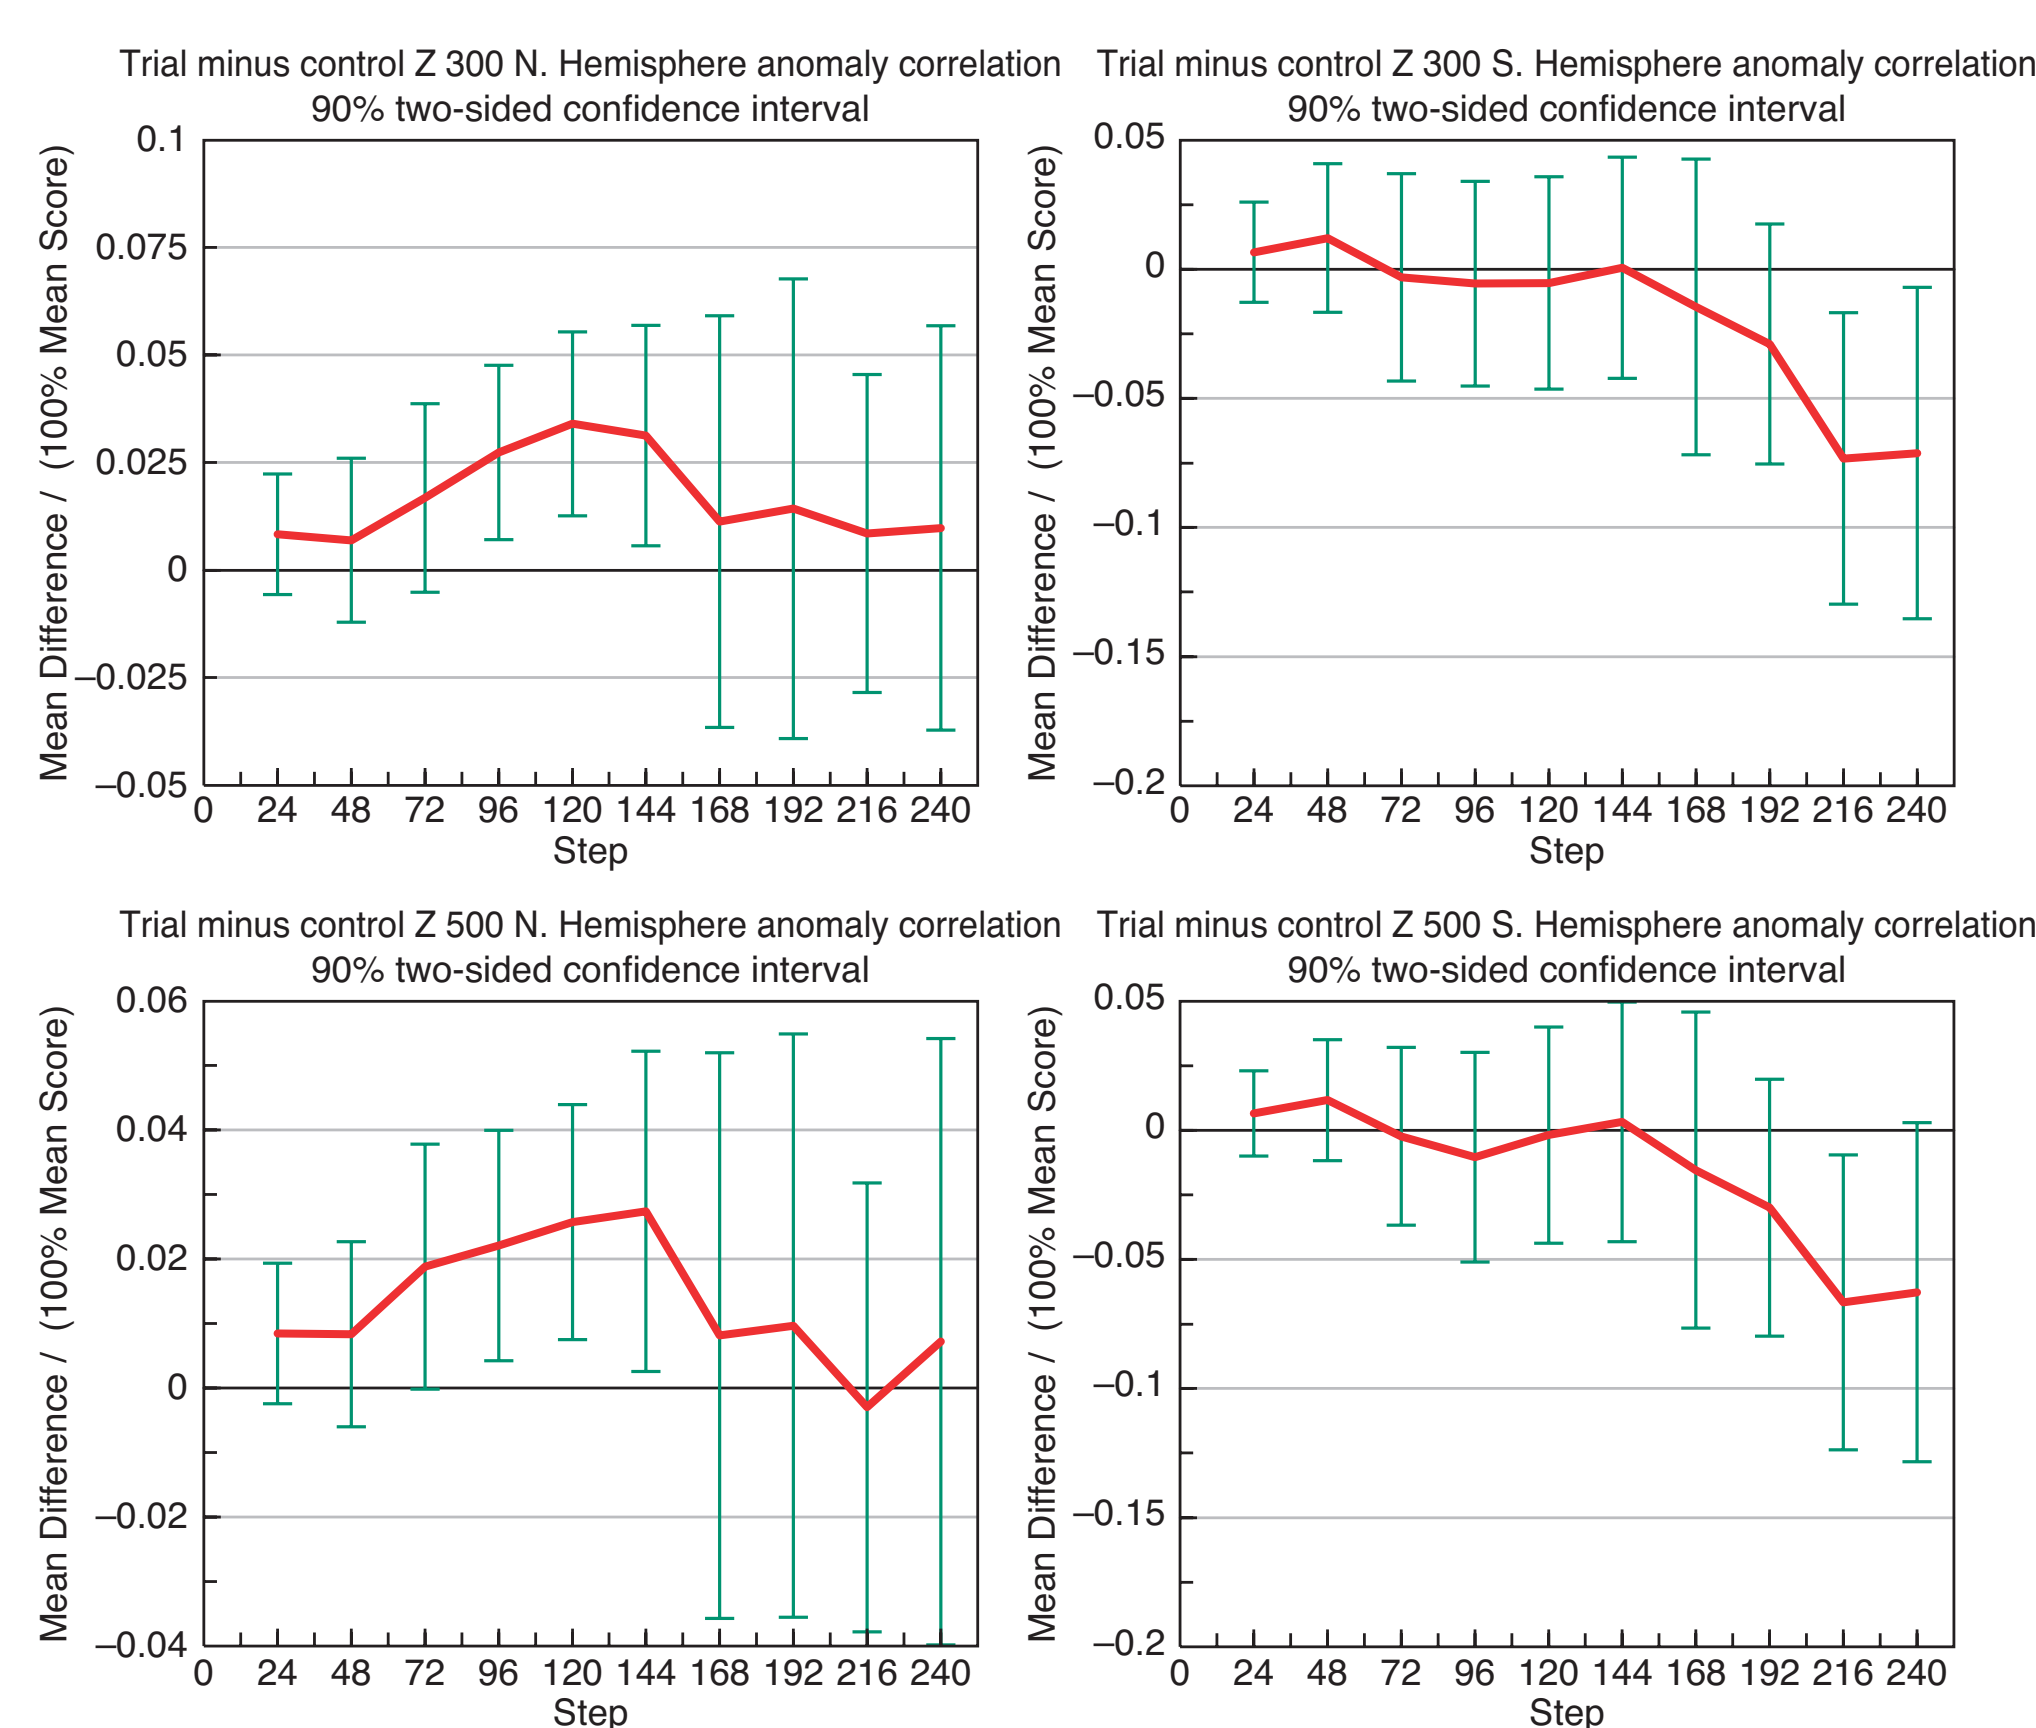 Trial minus control Z 300 N. Hemisphere anomaly correlation
90% two-sided confidence interval
Mean Difference / (100% Mean Score)
0.1
0.075
0.05
0.025
0
–0.025
–0.05
0 24 48 72 96 120 144 168 192 216 240
Step
Trial minus control Z 300 S. Hemisphere anomaly correlation
90% two-sided confidence interval
Mean Difference / (100% Mean Score)
0.05
0
–0.05
–0.1
–0.15
–0.2
0 24 48 72 96 120 144 168 192 216 240
Step
Trial minus control Z 500 N. Hemisphere anomaly correlation
90% two-sided confidence interval
Mean Difference / (100% Mean Score)
0.06
0.04
0.02
0
–0.02
–0.04
0 24 48 72 96 120 144 168 192 216 240
Step
Trial minus control Z 500 S. Hemisphere anomaly correlation
90% two-sided confidence interval
Mean Difference / (100% Mean Score)
0.05
0
–0.05
–0.1
–0.15
–0.2
0 24 48 72 96 120 144 168 192 216 240
Step